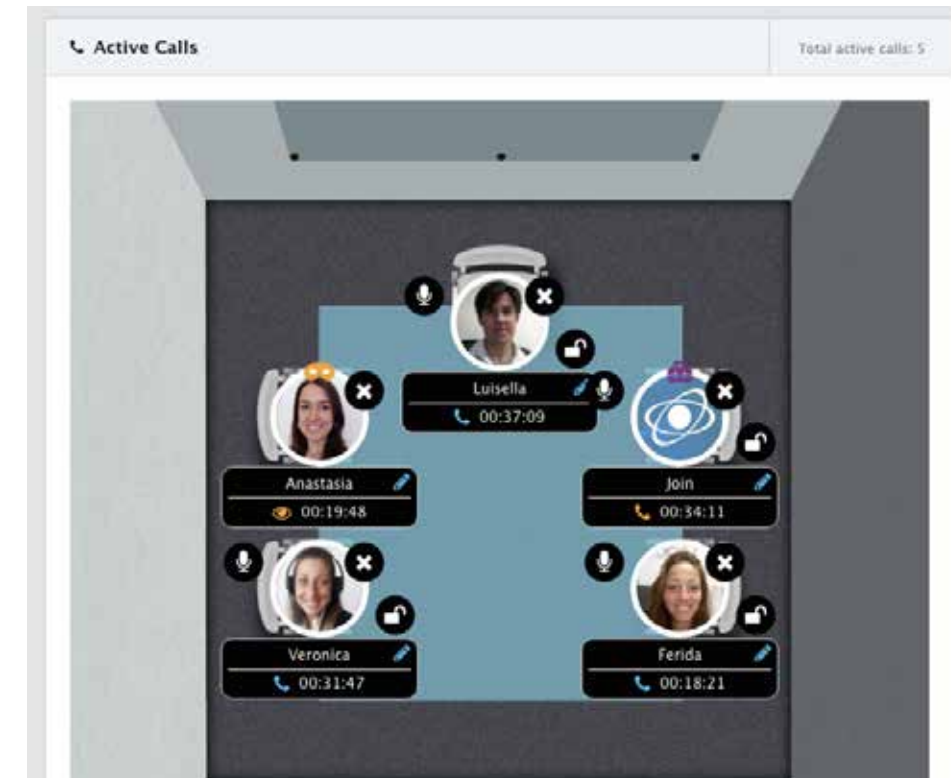 Active Calls
Total active calls: 5
Luisella
00:37:09
Anastasia
00:19:48
Join
00:34:11
Veronica
00:31:47
Ferida
00:18:21